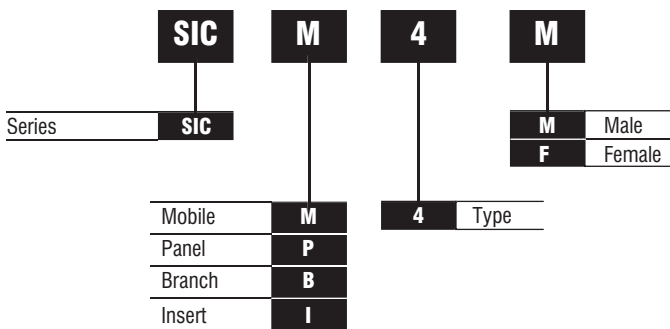 SIC M 4 M
Series SIC
M Male
F Female
Mobile M
4 Type
Panel P
Branch B
Insert I